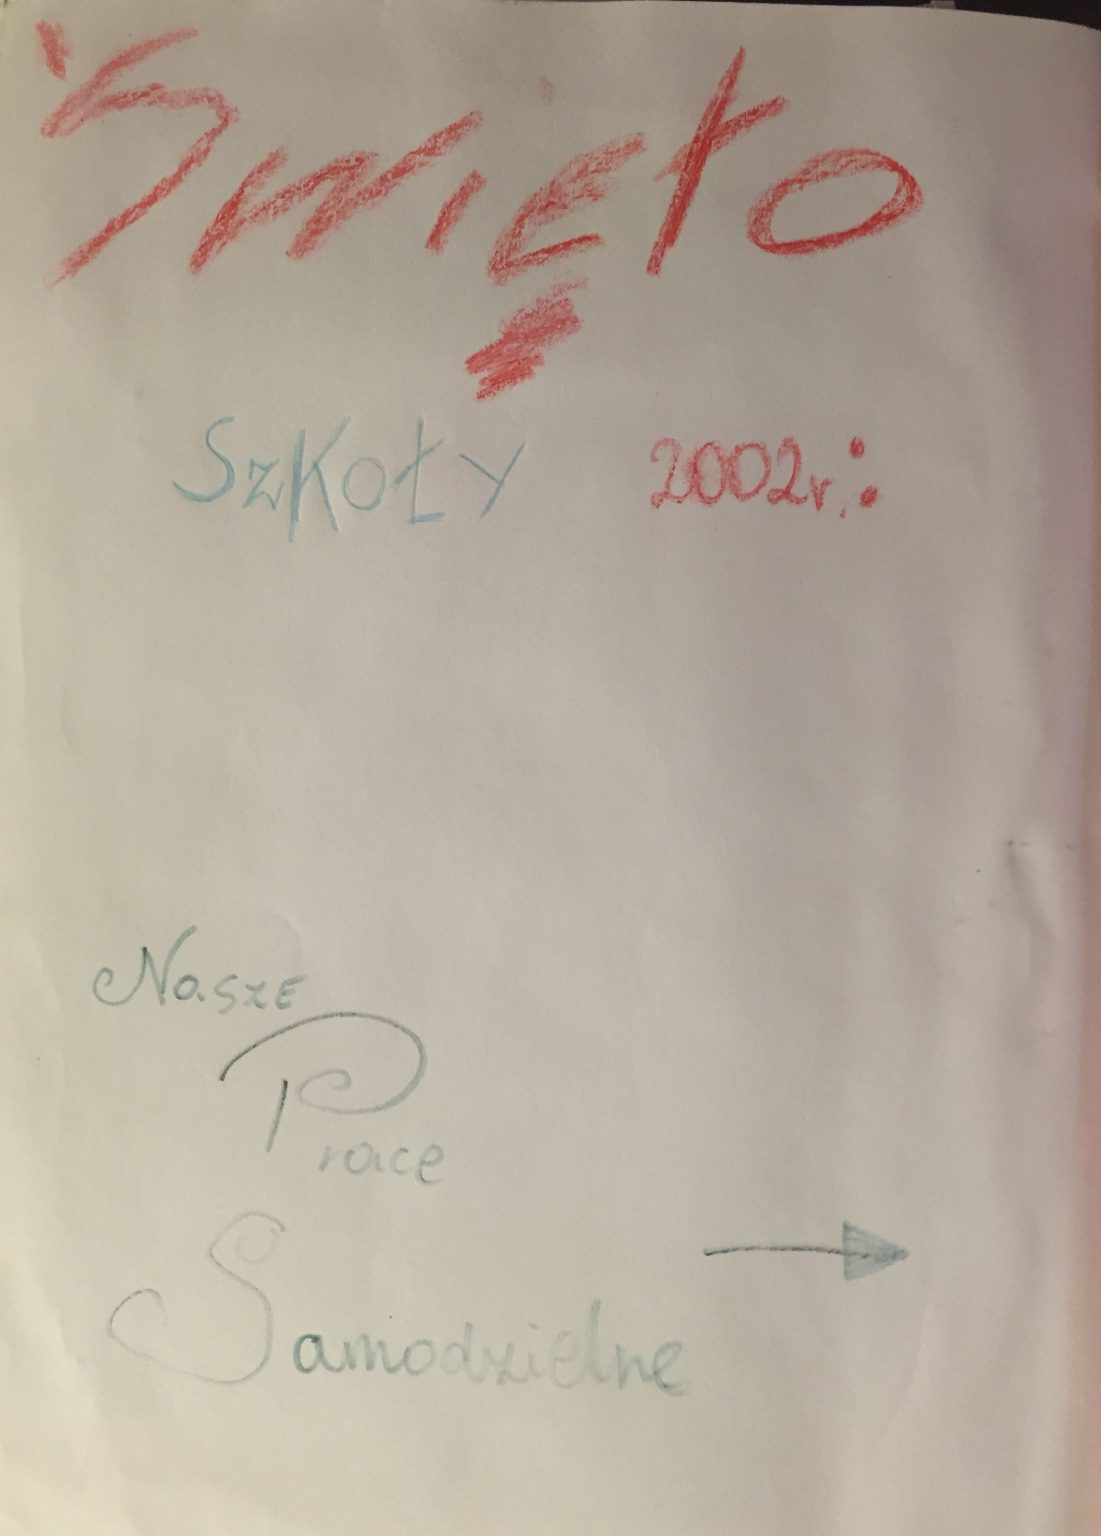 Święto
SzKoŁy 2002r.:
Nasze
Prace
Samodzielne